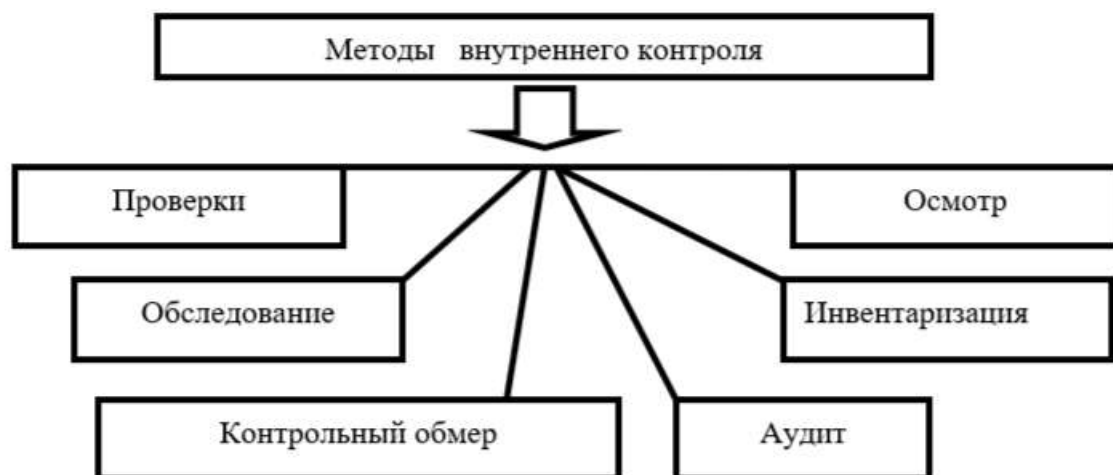 Методы внутреннего контроля
Проверки
Осмотр
Обследование
Инвентаризация
Контрольный обмер
Аудит